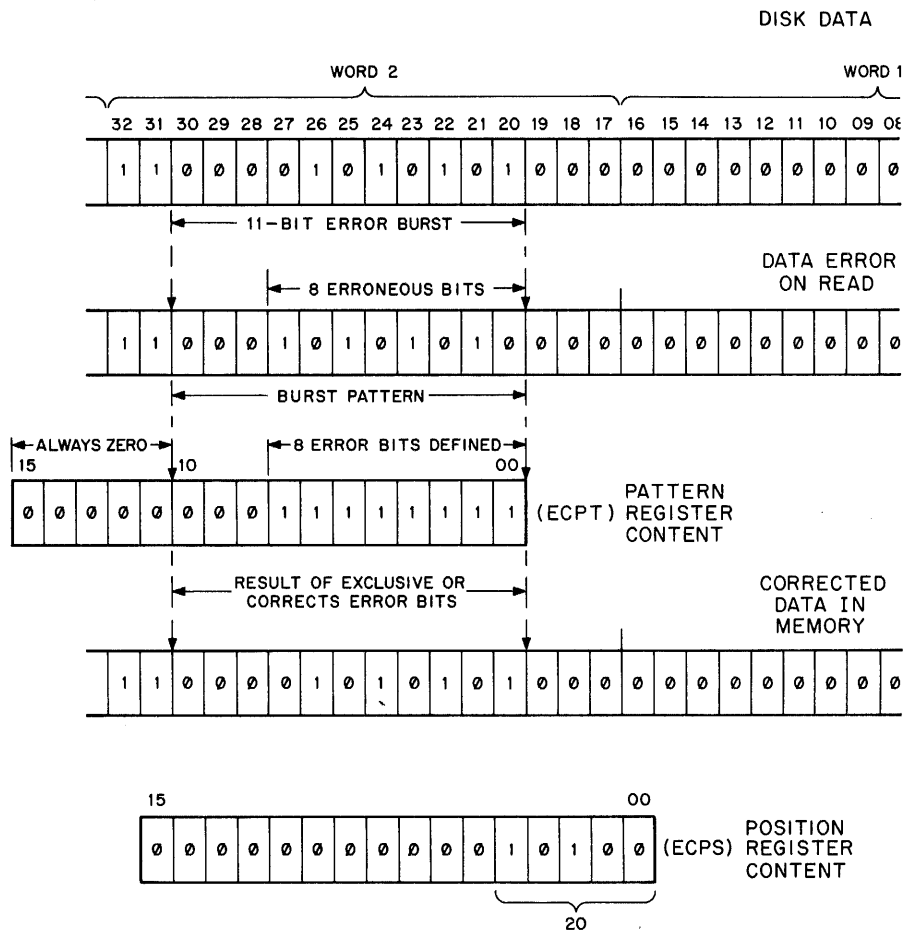 DISK DATA
WORD 2 WORD 1
32 31 30 29 28 27 26 25 24 23 22 21 20 19 18 17 16 15 14 13 12 11 10 09 08
1 1 Ø Ø Ø Ø 1 Ø 1 Ø 1 Ø 1 Ø Ø Ø Ø Ø Ø Ø Ø Ø Ø Ø Ø
11-BIT ERROR BURST
DATA ERROR
ON READ
8 ERRONEOUS BITS
1 1 Ø Ø Ø 1 Ø 1 Ø 1 Ø 1 Ø Ø Ø Ø Ø Ø Ø Ø Ø Ø Ø Ø Ø
BURST PATTERN
ALWAYS ZERO 8 ERROR BITS DEFINED
15 10 00
Ø Ø Ø Ø Ø Ø Ø Ø 1 1 1 1 1 1 1 1 (ECPT)
PATTERN
REGISTER
CONTENT
RESULT OF EXCLUSIVE OR
CORRECTS ERROR BITS
CORRECTED
DATA IN
MEMORY
1 1 Ø Ø Ø Ø 1 Ø 1 Ø 1 Ø 1 Ø Ø Ø Ø Ø Ø Ø Ø Ø Ø Ø Ø
15 00
Ø Ø Ø Ø Ø Ø Ø Ø Ø Ø Ø 1 Ø 1 Ø Ø (ECPS)
POSITION
REGISTER
CONTENT
20